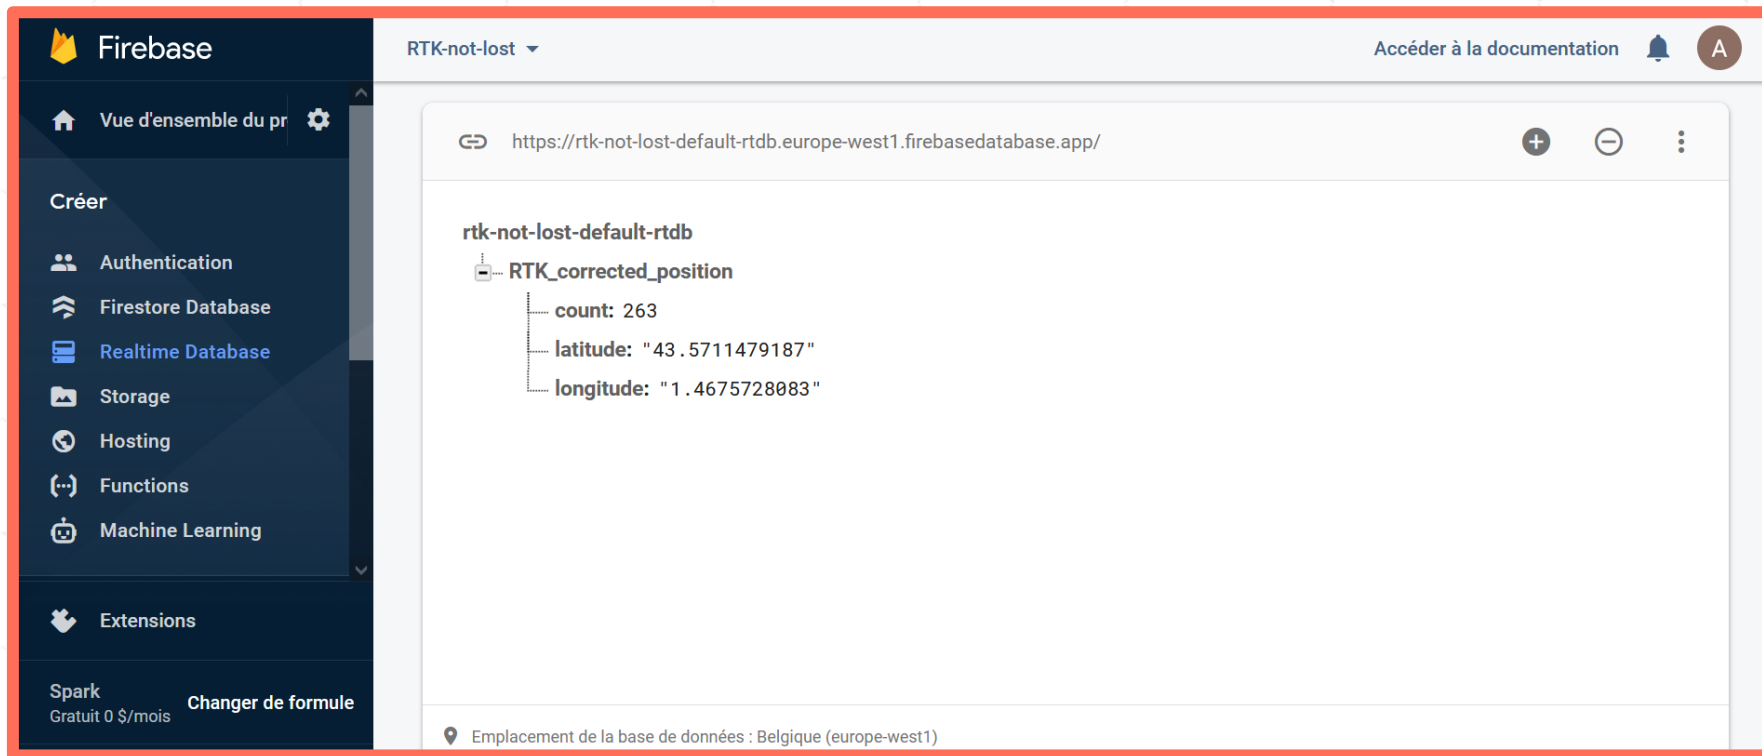 Firebase
RTK-not-lost
Accéder à la documentation
A
Vue d'ensemble du pr
https://rtk-not-lost-default-rtdb.europe-west1.firebasedatabase.app/
Créer
Authentication
Firestore Database
Realtime Database
Storage
Hosting
Functions
Machine Learning
Extensions
Spark
Gratuit 0 $/mois
Changer de formule
rtk-not-lost-default-rtdb
RTK_corrected_position
count: 263
latitude: "43.5711479187"
longitude: "1.4675728083"
Emplacement de la base de données : Belgique (europe-west1)